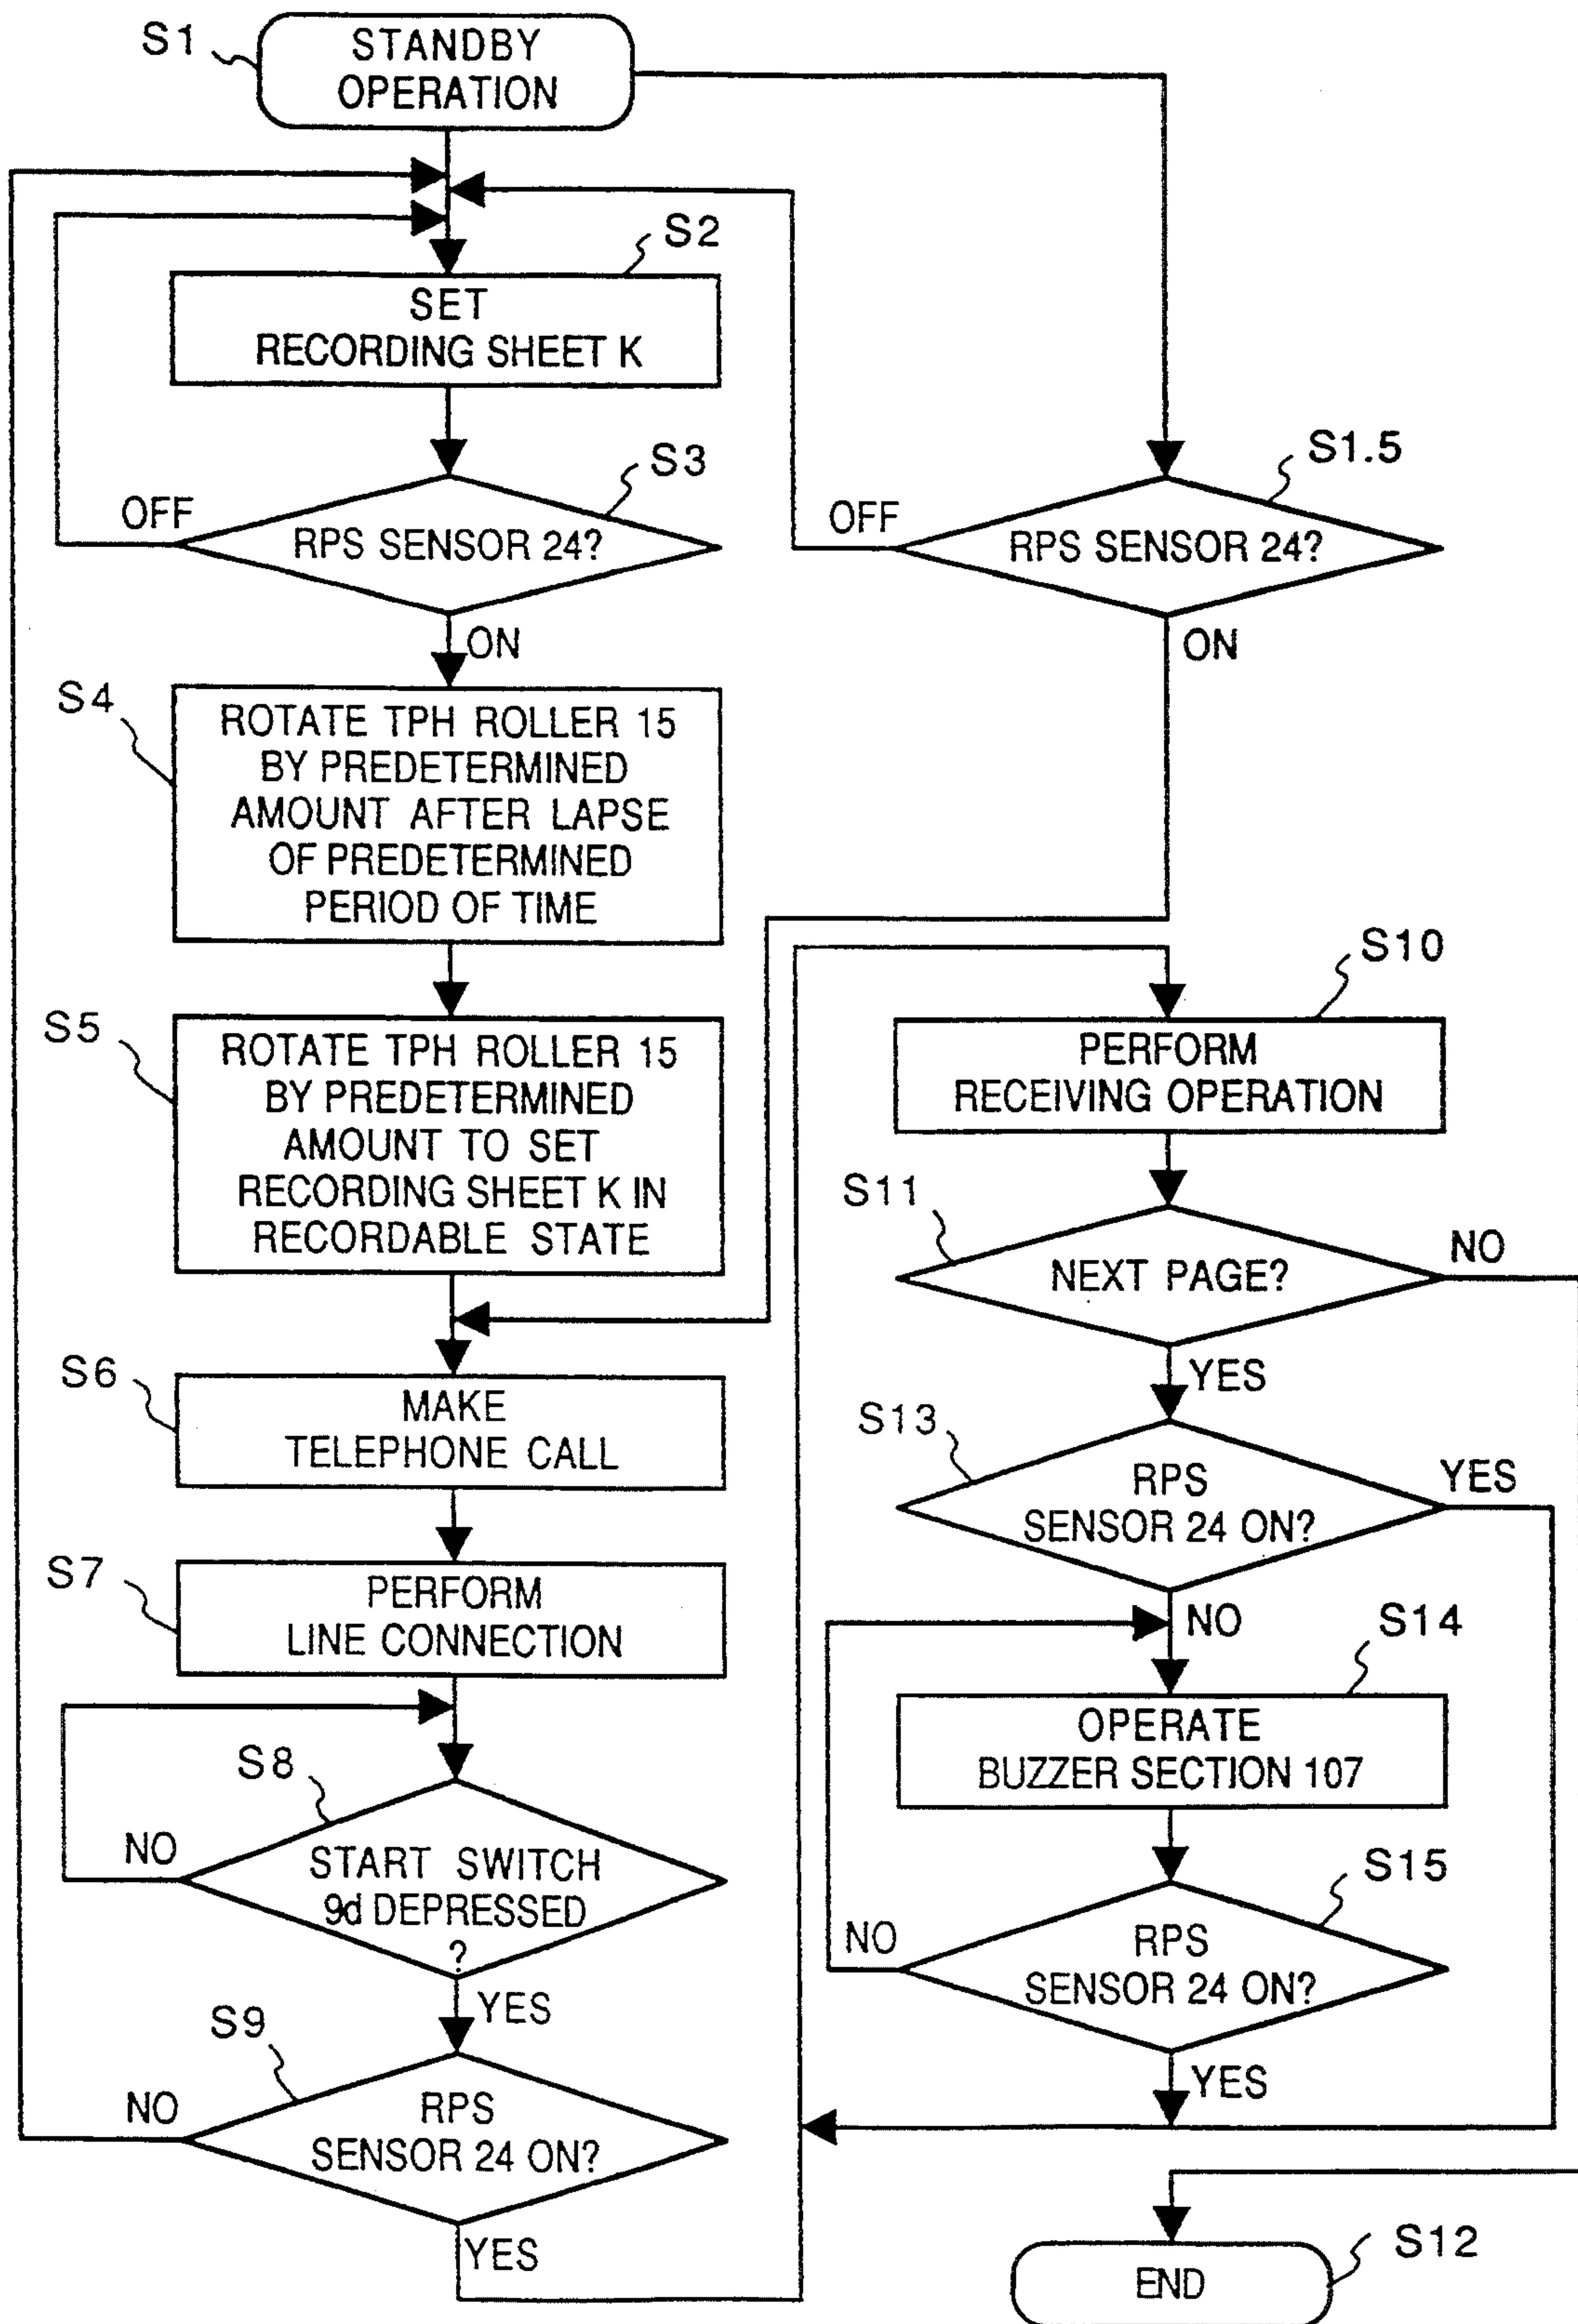 S1
STANDBY
OPERATION
S2
SET
RECORDING SHEET K
S3
OFF
RPS SENSOR 24?
ON
S1.5
OFF
RPS SENSOR 24?
ON
S4
ROTATE TPH ROLLER 15
BY PREDETERMINED
AMOUNT AFTER LAPSE
OF PREDETERMINED
PERIOD OF TIME
S5
ROTATE TPH ROLLER 15
BY PREDETERMINED
AMOUNT TO SET
RECORDING SHEET K IN
RECORDABLE STATE
S6
MAKE
TELEPHONE CALL
S7
PERFORM
LINE CONNECTION
S8
NO
START SWITCH
9d DEPRESSED
?
YES
S9
NO
RPS
SENSOR 24 ON?
YES
S10
PERFORM
RECEIVING OPERATION
S11
NO
NEXT PAGE?
YES
S13
YES
RPS
SENSOR 24 ON?
NO
S14
OPERATE
BUZZER SECTION 107
S15
NO
RPS
SENSOR 24 ON?
YES
S12
END